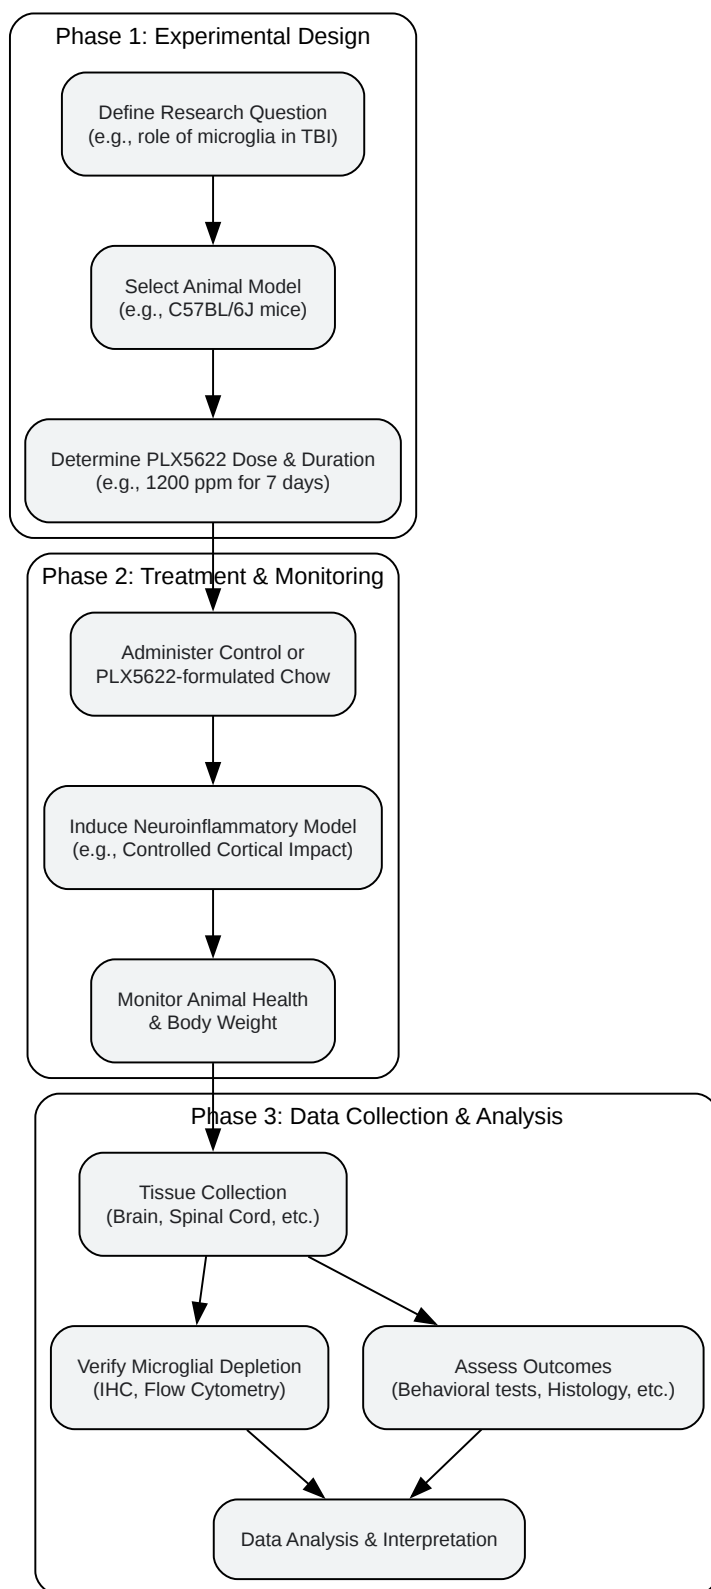 Phase 1: Experimental Design
Define Research Question
(e.g., role of microglia in TBI)
Select Animal Model
(e.g., C57BL/6J mice)
Determine PLX5622 Dose & Duration
(e.g., 1200 ppm for 7 days)
Phase 2: Treatment & Monitoring
Administer Control or
PLX5622-formulated Chow
Induce Neuroinflammatory Model
(e.g., Controlled Cortical Impact)
Monitor Animal Health
& Body Weight
Phase 3: Data Collection & Analysis
Tissue Collection
(Brain, Spinal Cord, etc.)
Verify Microglial Depletion
(IHC, Flow Cytometry)
Assess Outcomes
(Behavioral tests, Histology, etc.)
Data Analysis & Interpretation